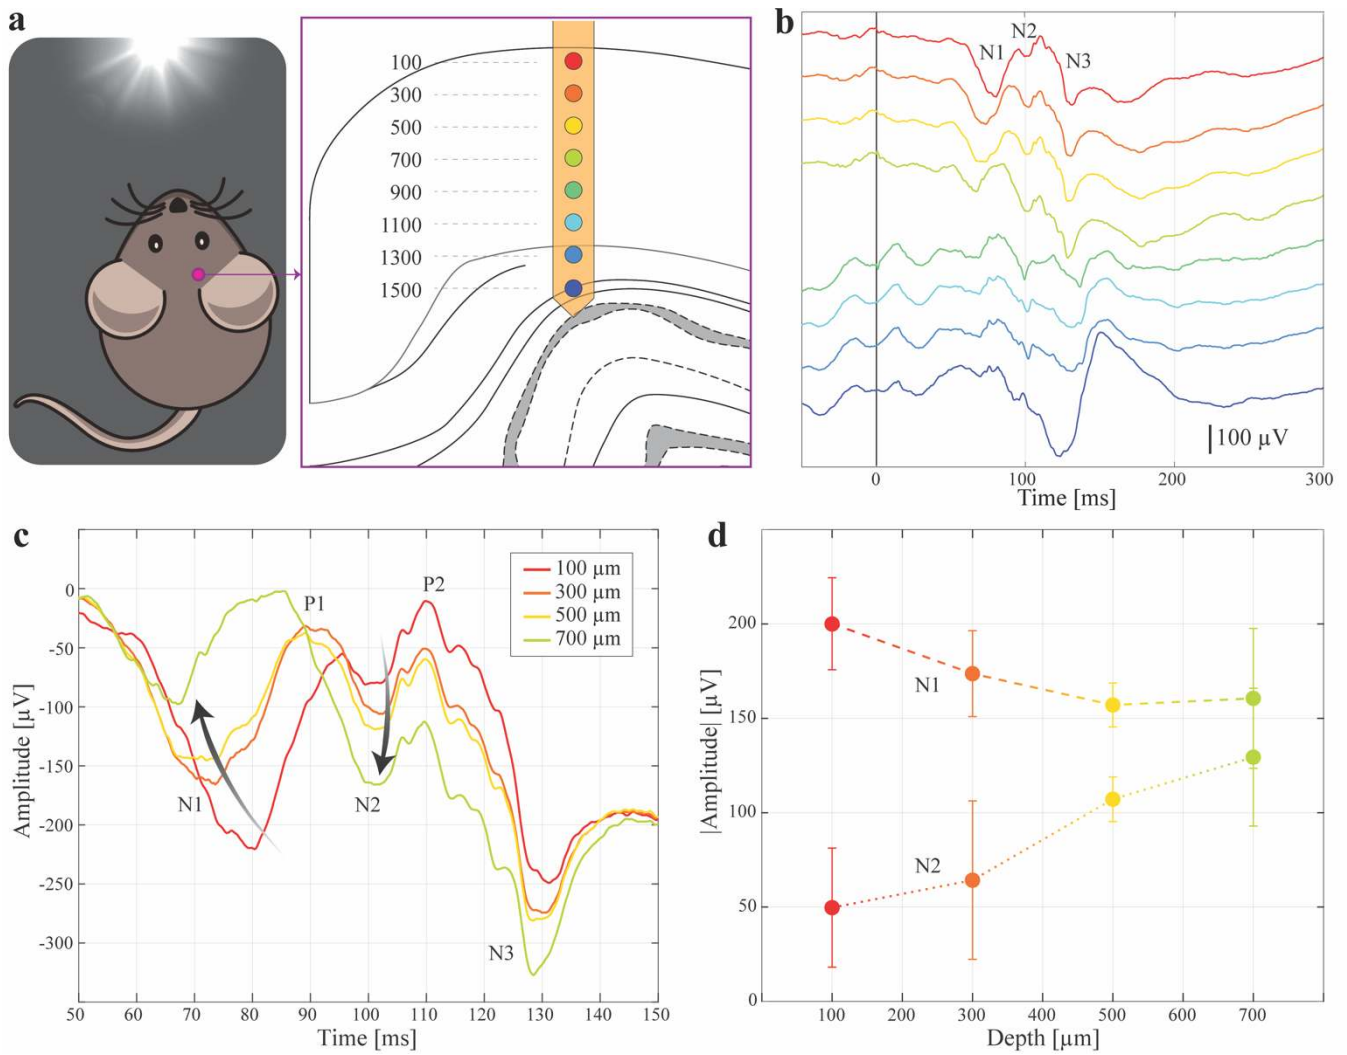 a
100
300
500
700
900
1100
1300
1500
b
N1
N2
N3
100 µV
0
100
200
300
Time [ms]
c
100 µm
300 µm
500 µm
700 µm
P1
P2
N1
N2
N3
0
-50
-100
-150
-200
-250
-300
Amplitude [µV]
50
60
70
80
90
100
110
120
130
140
150
Time [ms]
d
N1
N2
200
150
100
50
0
|Amplitude| [µV]
100
200
300
400
500
600
700
Depth [µm]